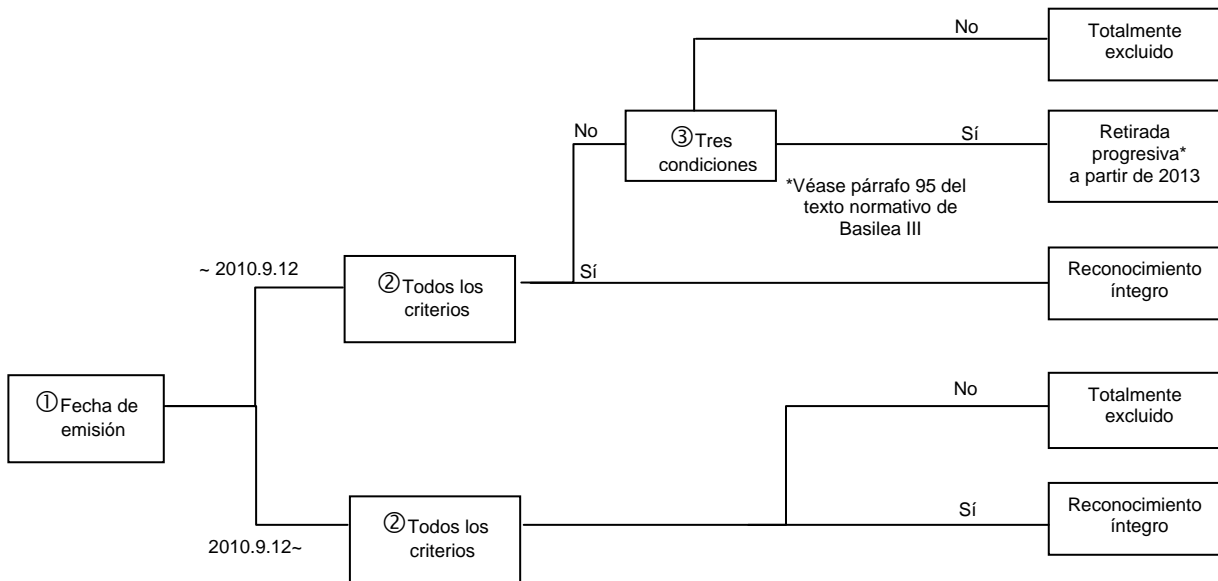 No
Totalmente
excluido
No
③Tres
condiciones
Sí
Retirada
progresiva*
a partir de 2013
*Véase párrafo 95 del
texto normativo de
Basilea III
~ 2010.9.12
②Todos los
criterios
Sí
Reconocimiento
íntegro
①Fecha de
emisión
No
Totalmente
excluido
2010.9.12~
②Todos los
criterios
Sí
Reconocimiento
íntegro